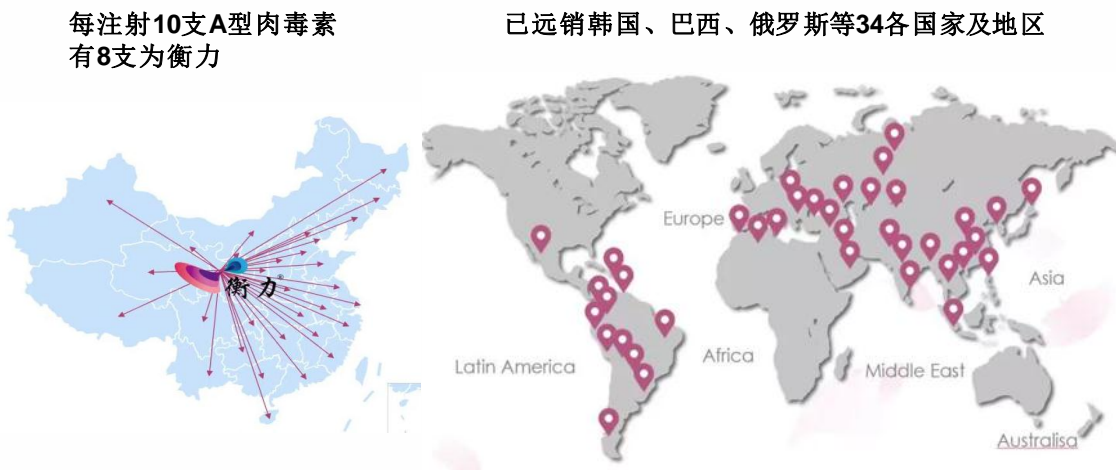 每注射10支A型肉毒素
有8支为衡力
已远销韩国、巴西、俄罗斯等34各国家及地区
衡力®
Europe
Asia
Latin America
Africa
Middle East
Australisa